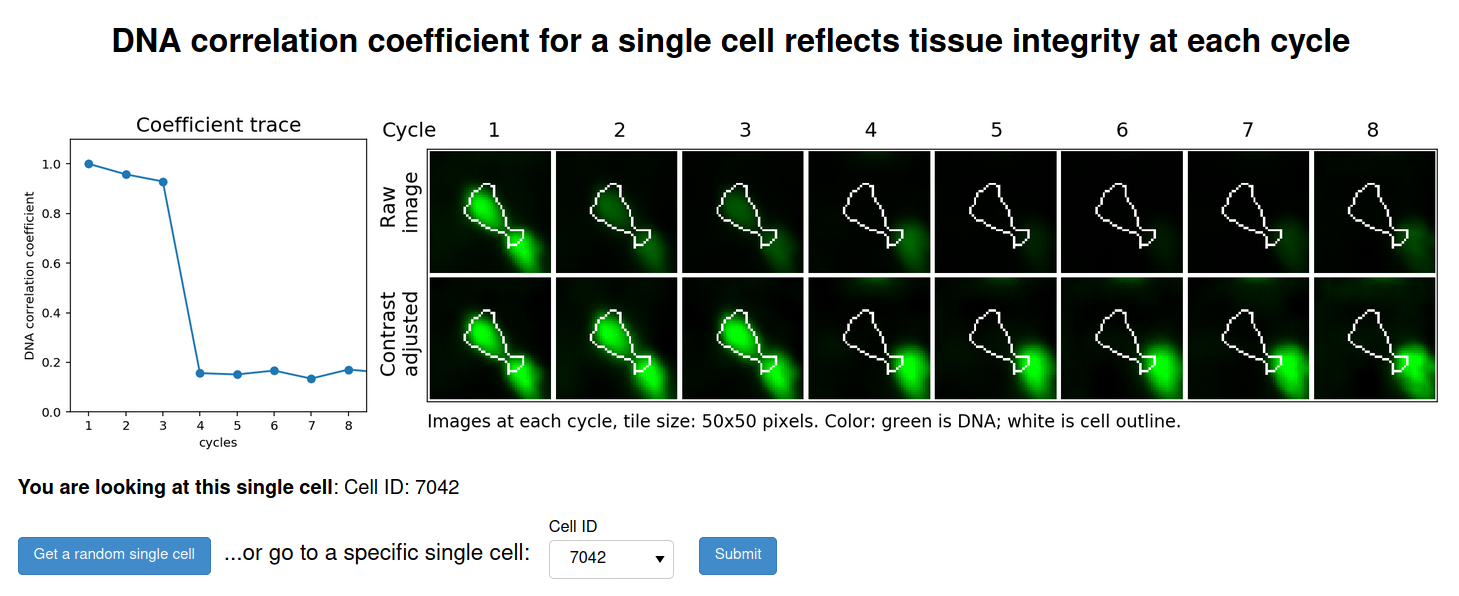 DNA correlation coefficient for a single cell reflects tissue integrity at each cycle
Coefficient trace
DNA correlation coefficient
1.0
0.8
0.6
0.4
0.2
0.0
1 2 3 4 5 6 7 8
cycles
Cycle 1 2 3 4 5 6 7 8
Raw
image
Contrast
adjusted
Images at each cycle, tile size: 50x50 pixels. Color: green is DNA; white is cell outline.
You are looking at this single cell: Cell ID: 7042
Cell ID
Get a random single cell ...or go to a specific single cell: 7042 Submit